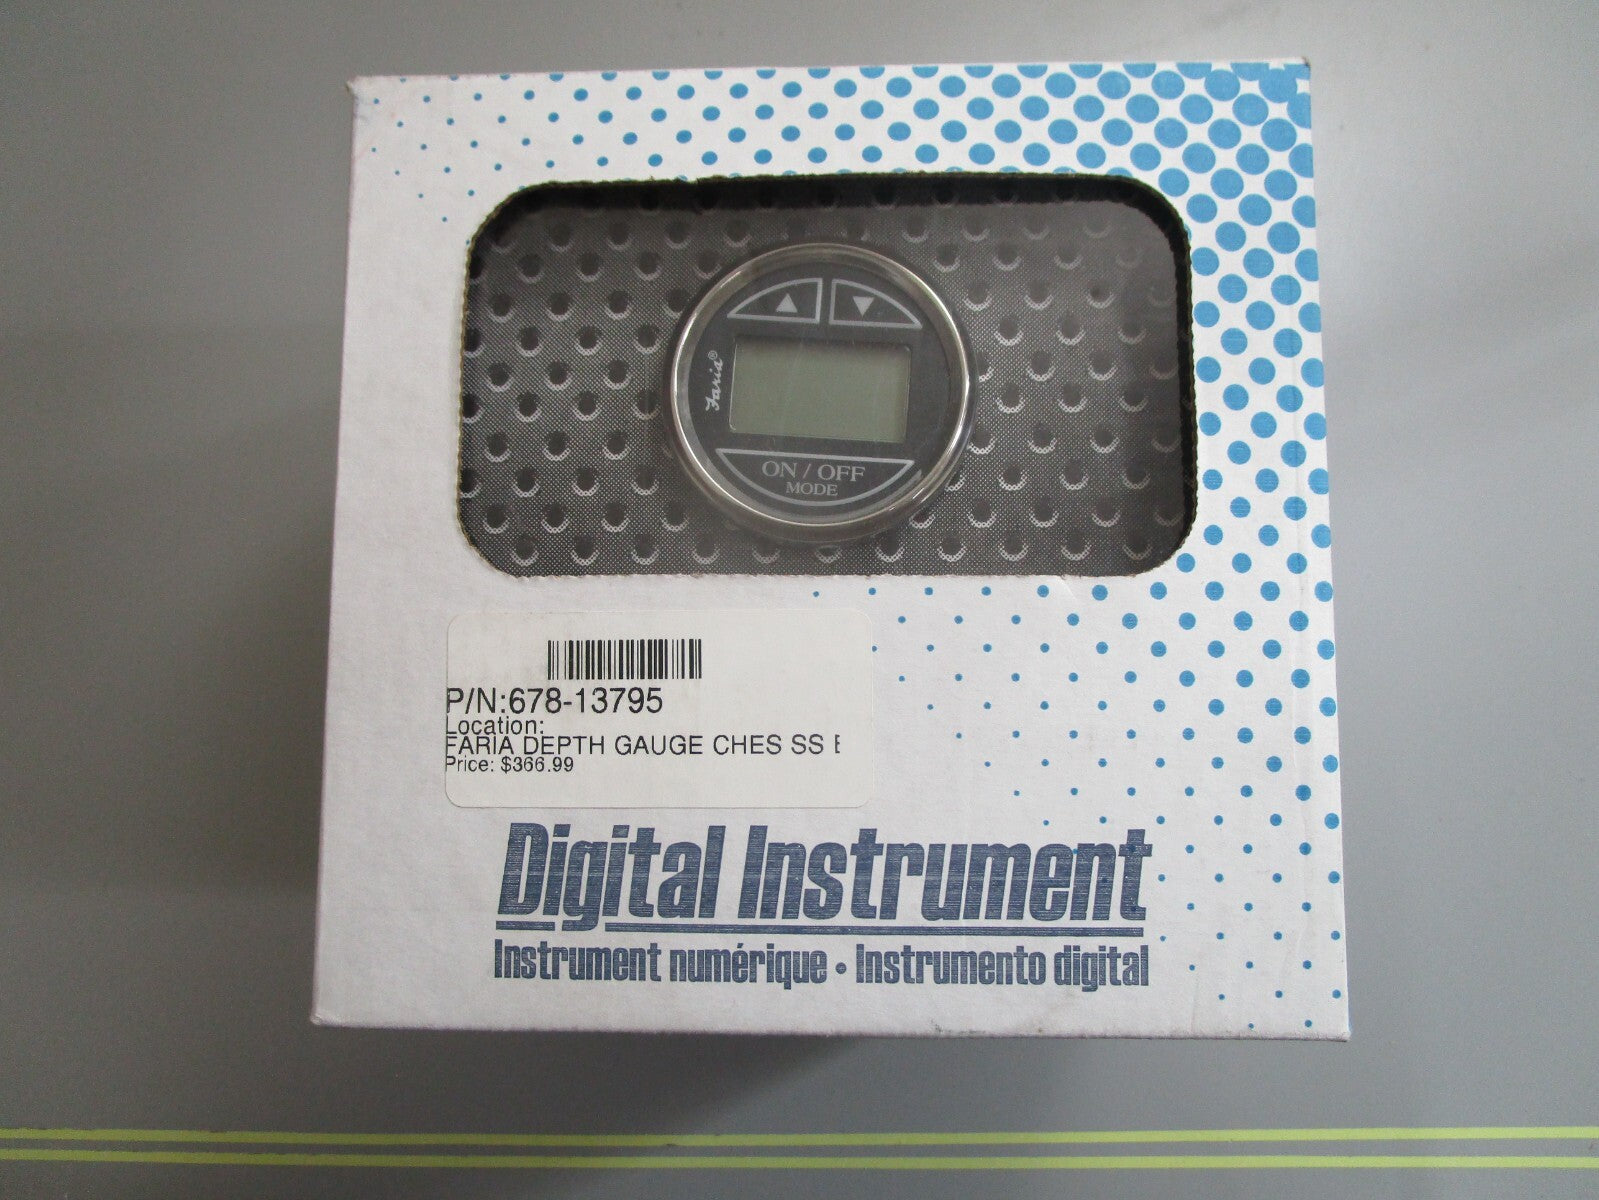 Faria®
ON / OFF
MODE
P/N:678-13795
Location:
FARIA DEPTH GAUGE CHES SS
Price: $366.99
Digital Instrument
Instrument numérique • Instrumento digital